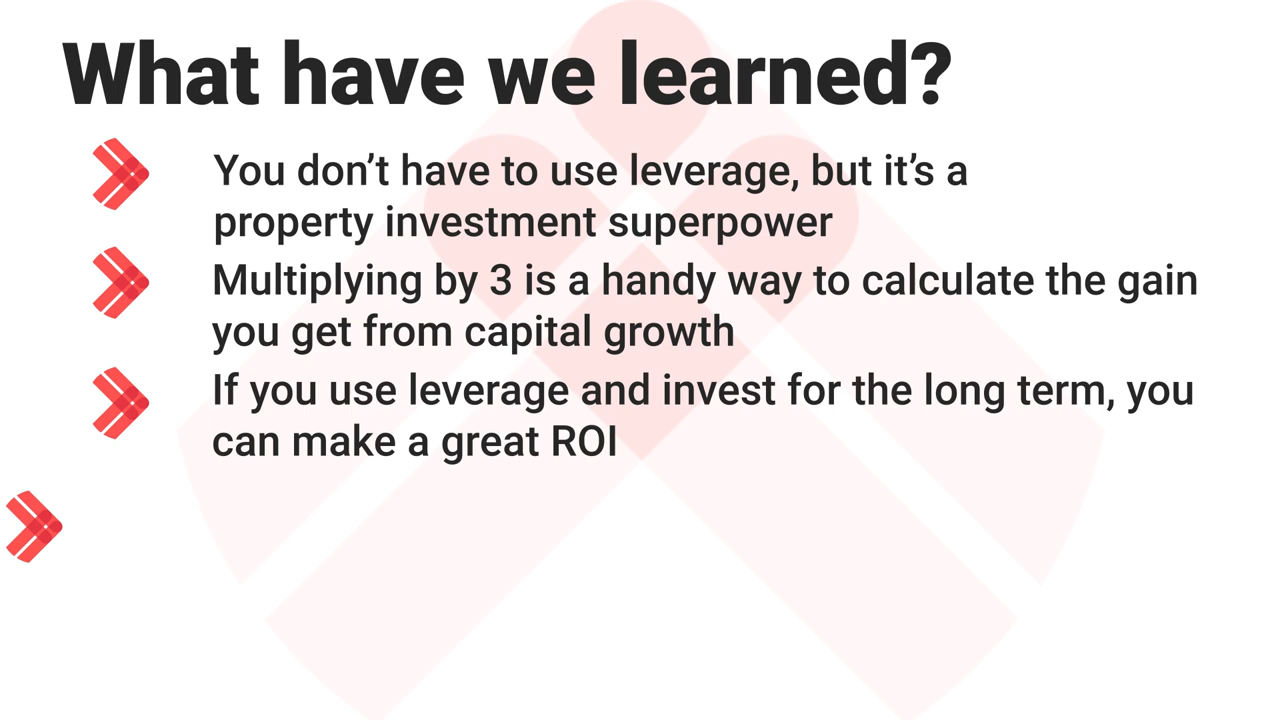 What have we learned?
You don’t have to use leverage, but it’s a
property investment superpower
Multiplying by 3 is a handy way to calculate the gain
you get from capital growth
If you use leverage and invest for the long term, you
can make a great ROI